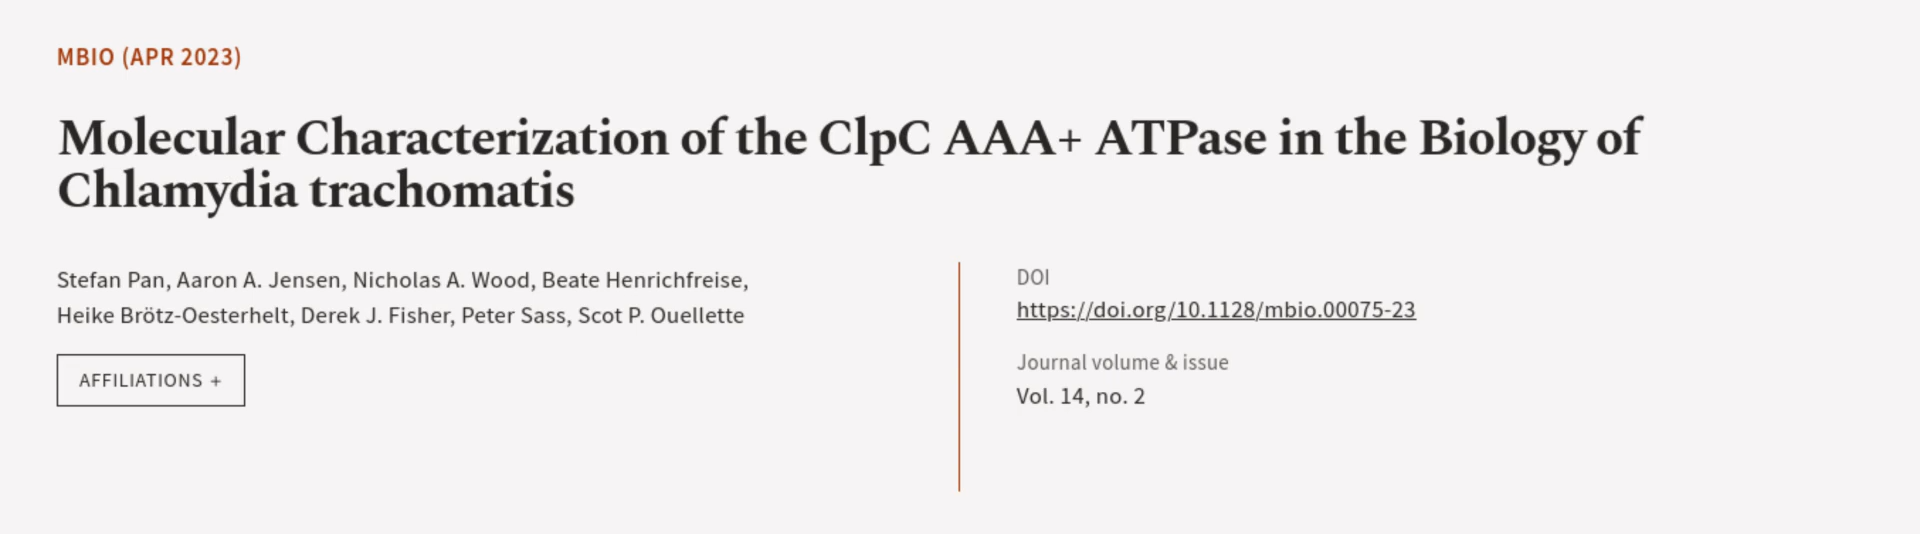 MBIO (APR 2023)
Molecular Characterization of the ClpC AAA+ ATPase in the Biology of
Chlamydia trachomatis
Stefan Pan, Aaron A. Jensen, Nicholas A. Wood, Beate Henrichfreise,
Heike Brötz-Oesterhelt, Derek J. Fisher, Peter Sass, Scot P. Ouellette
AFFILIATIONS +
DOI
https://doi.org/10.1128/mbio.00075-23
Journal volume & issue
Vol. 14, no. 2